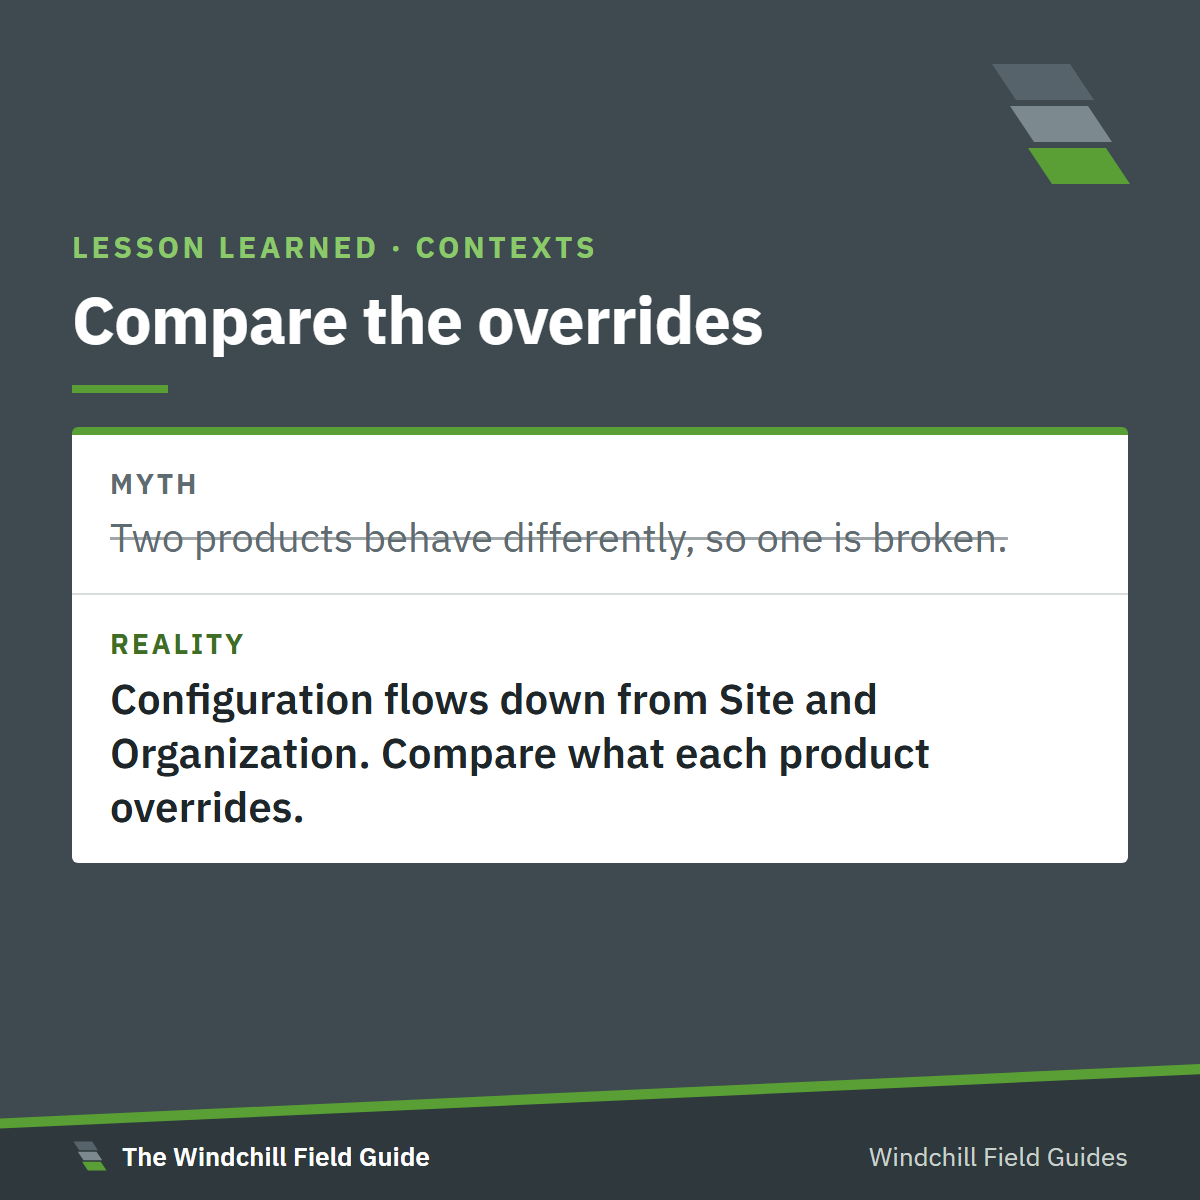 LESSON LEARNED · CONTEXTS
Compare the overrides
MYTH
Two products behave differently, so one is broken.
REALITY
Configuration flows down from Site and
Organization. Compare what each product
overrides.
The Windchill Field Guide
Windchill Field Guides